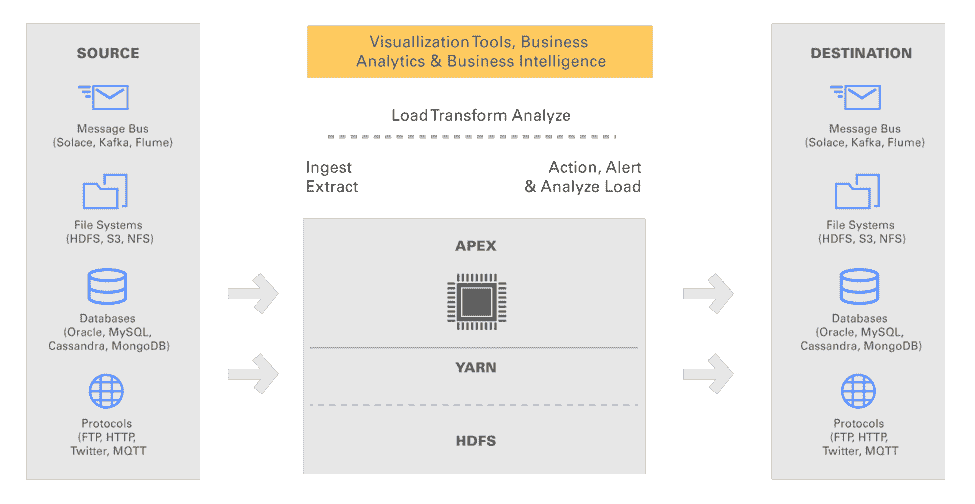 SOURCE
Message Bus
(Solace, Kafka, Flume)
File Systems
(HDFS, S3, NFS)
Databases
(Oracle, MySQL,
Cassandra, MongoDB)
Protocols
(FTP, HTTP,
Twitter, MQTT
Visuallization Tools, Business
Analytics & Business Intelligence
Load Transform Analyze
Ingest
Extract
Action, Alert
& Analyze Load
APEX
YARN
HDFS
DESTINATION
Message Bus
(Solace, Kafka, Flume)
File Systems
(HDFS, S3, NFS)
Databases
(Oracle, MySQL,
Cassandra, MongoDB)
Protocols
(FTP, HTTP,
Twitter, MQTT